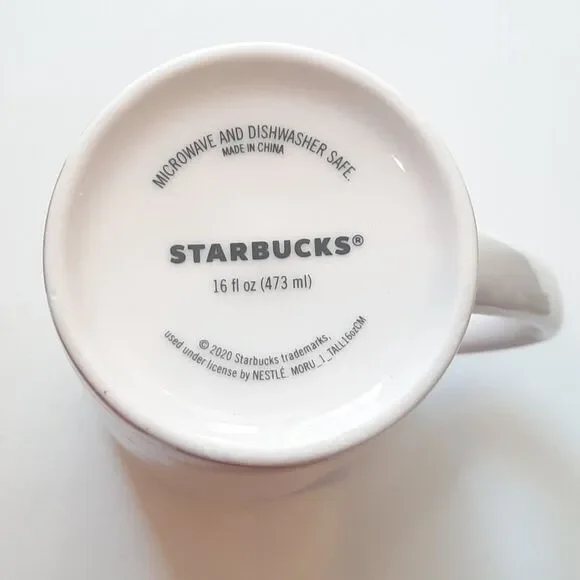 MICROWAVE AND DISHWASHER SAFE.
MADE IN CHINA
STARBUCKS®
16 fl oz (473 ml)
© 2020 Starbucks trademarks,
used under license by NESTLÉ. MORU_1_TALL16ozCM